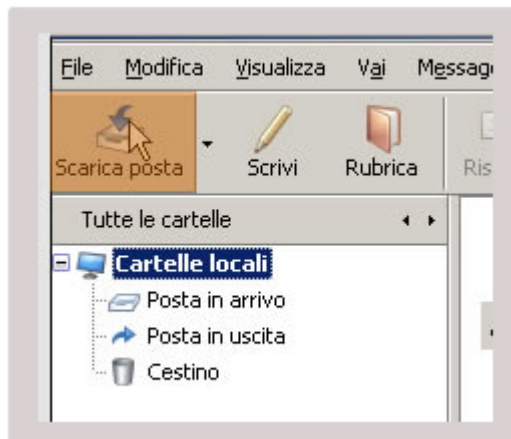 File Modifica Visualizza Vai
Scarica posta Scrivi Rubrica
Tutte le cartelle
Cartelle locali
Posta in arrivo
Posta in uscita
Cestino